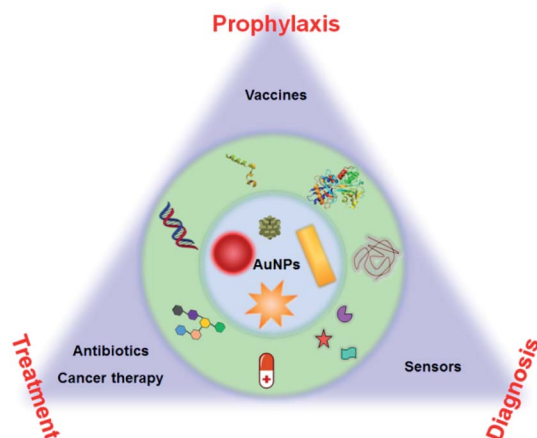 Prophylaxis
Vaccines
AuNPs
Antibiotics
Cancer therapy
Sensors
Treatment
Diagnosis